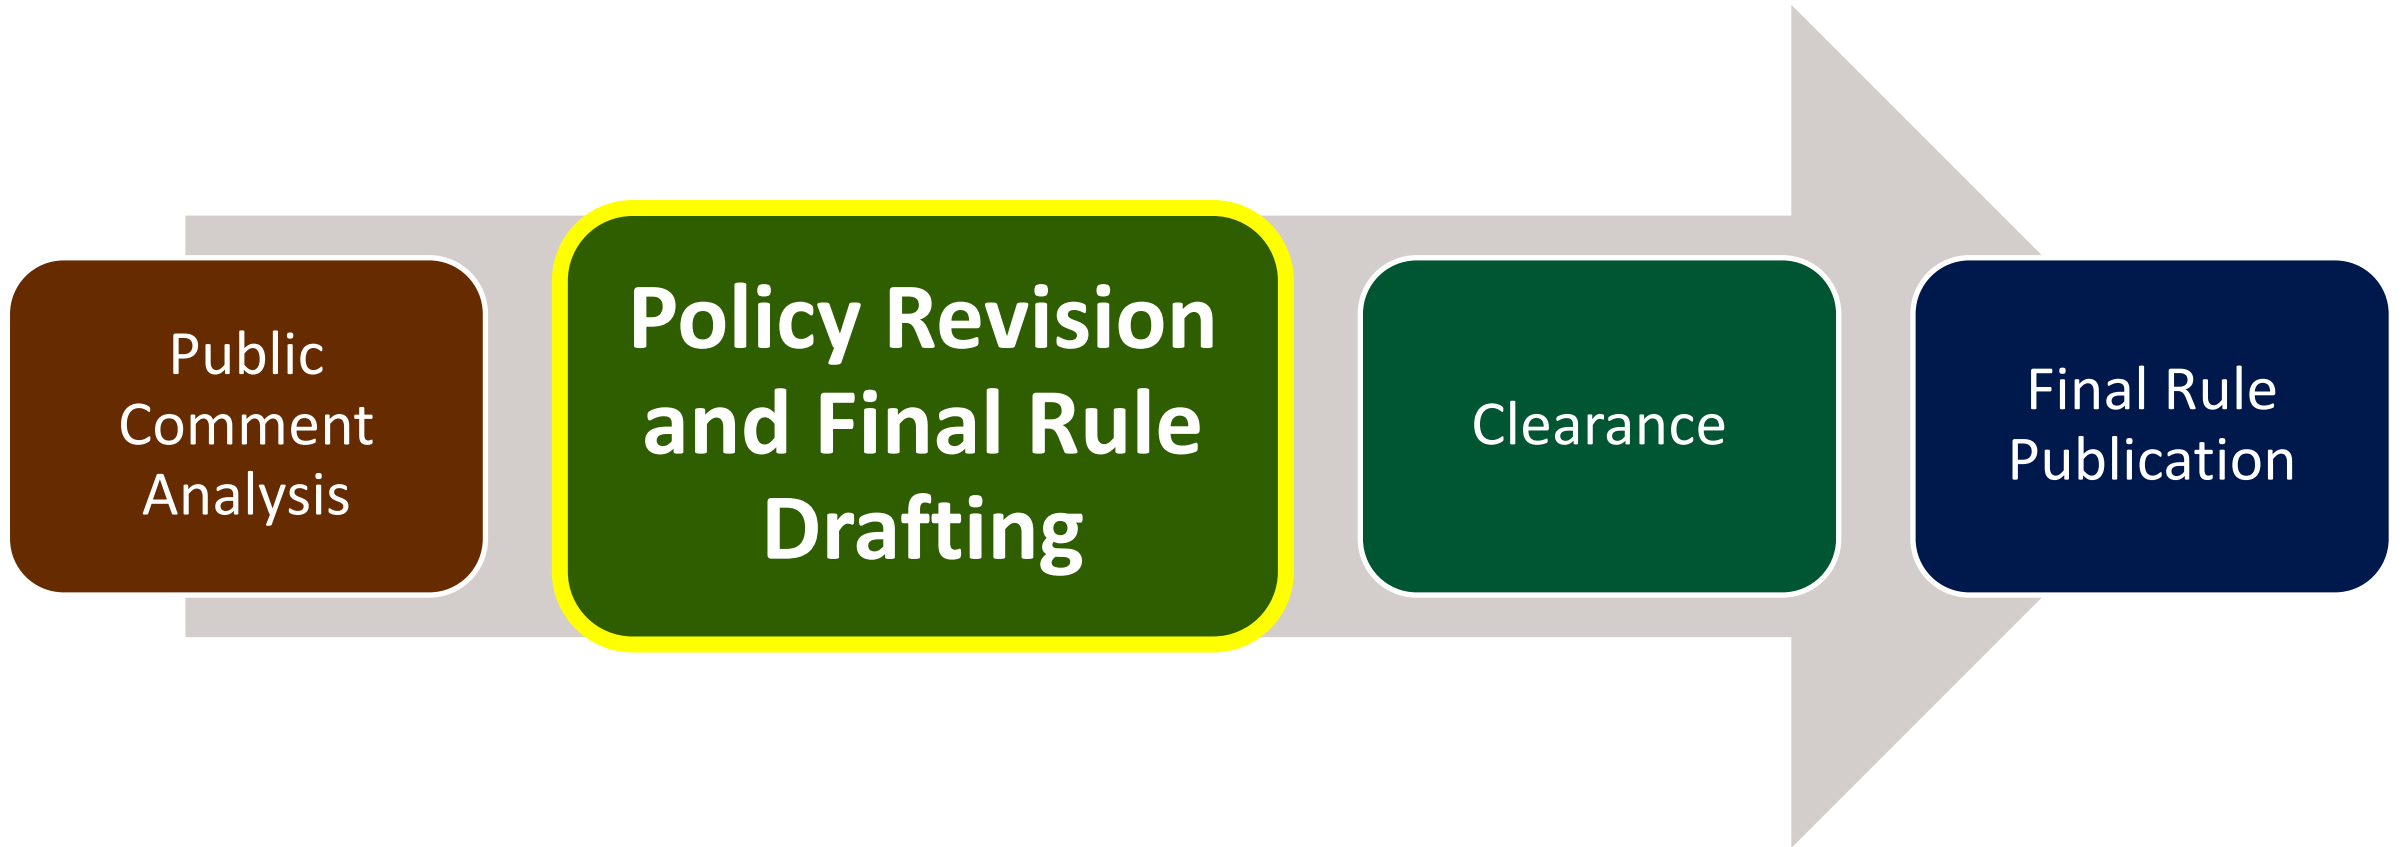 Public
Comment
Analysis
Policy Revision
and Final Rule
Drafting
Clearance
Final Rule
Publication